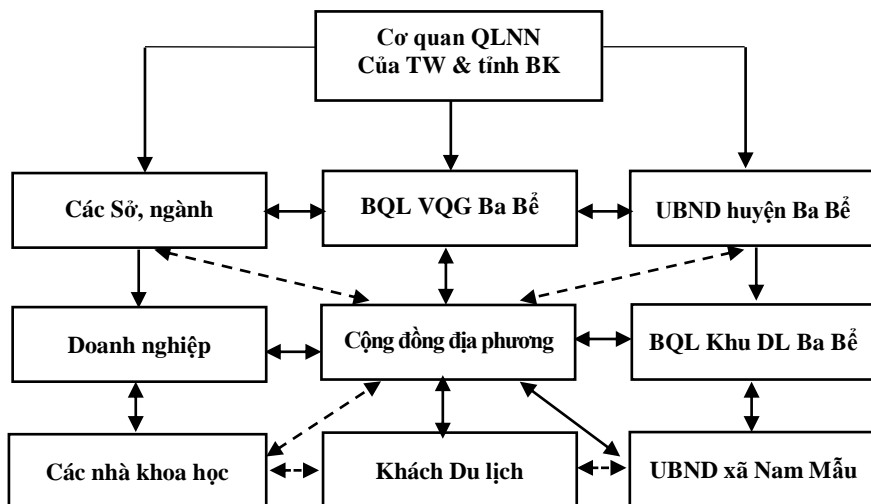 Cơ quan QLNN
Của TW & tỉnh BK
Các Sở, ngành
BQL VQG Ba Bể
UBND huyện Ba Bể
Doanh nghiệp
Cộng đồng địa phương
BQL Khu DL Ba Bể
Các nhà khoa học
Khách Du lịch
UBND xã Nam Mẫu